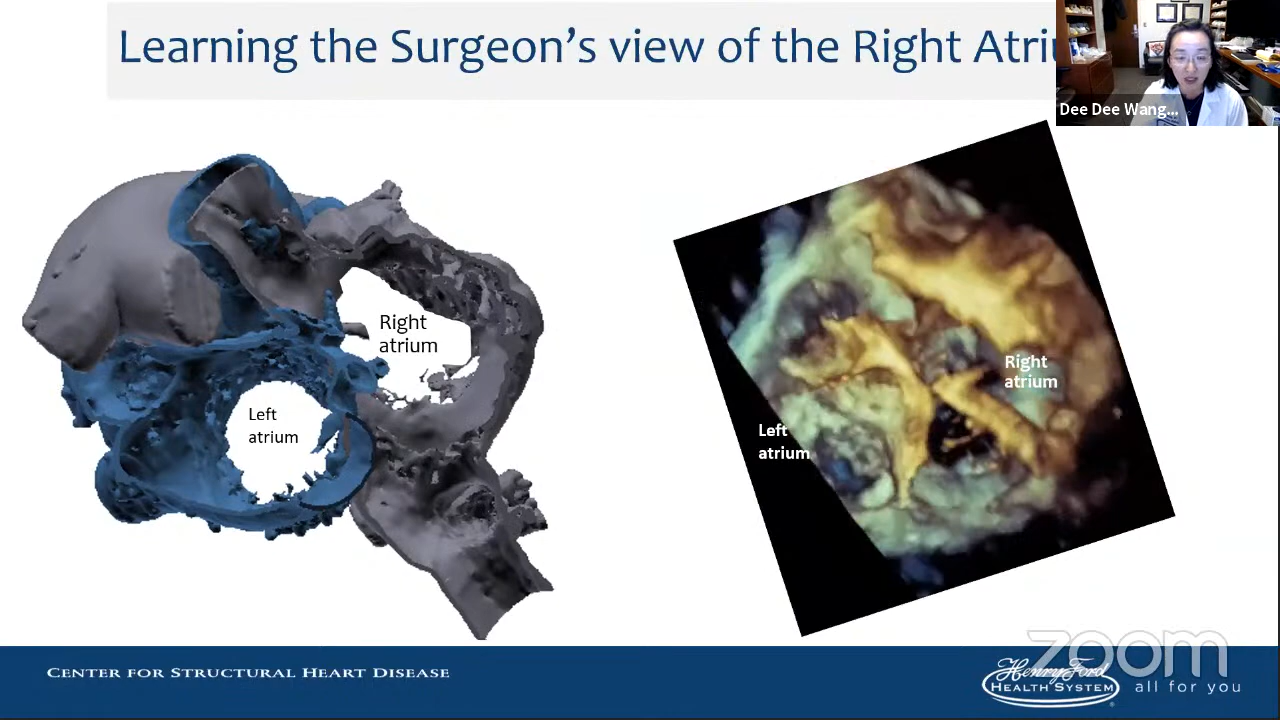 Learning the Surgeon's view of the Right Atri
Dee Dee Wang...
Right
atrium
Left
atrium
Right
atrium
Left
atrium
CENTER FOR STRUCTURAL HEART DISEASE
zoom
Henry Ford
HEALTH SYSTEM
all for you